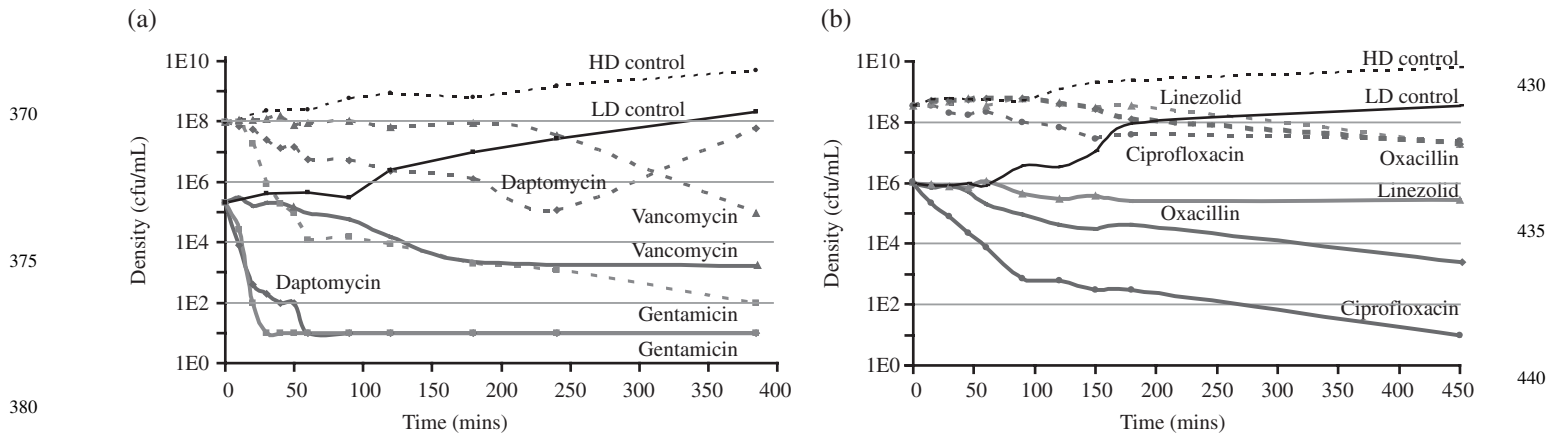 (a)
370
375
380
Density (cfu/mL)
1E10
1E8
1E6
1E4
1E2
1E0
HD control
LD control
Daptomycin
Vancomycin
Vancomycin
Daptomycin
Gentamicin
Gentamicin
0 50 100 150 200 250 300 350 400
Time (mins)
(b)
Density (cfu/mL)
1E10
1E8
1E6
1E4
1E2
1E0
HD control
Linezolid
LD control
Ciprofloxacin
Oxacillin
Linezolid
Oxacillin
Ciprofloxacin
0 50 100 150 200 250 300 350 400 450
Time (mins)
430
435
440